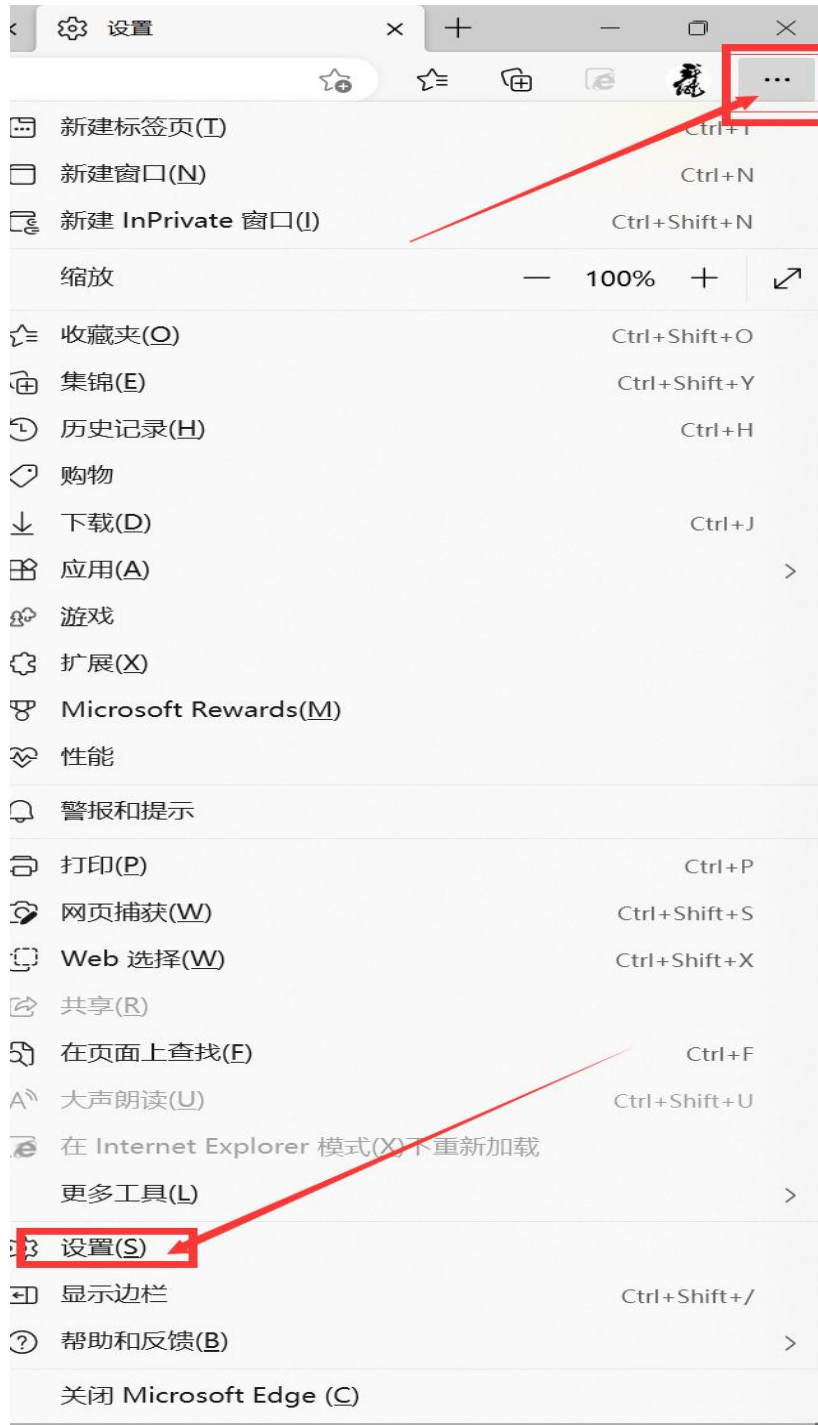 设置
...
新建标签页(T)
Ctrl+T
新建窗口(N)
Ctrl+N
新建 InPrivate 窗口(I)
Ctrl+Shift+N
缩放
100%
收藏夹(O)
Ctrl+Shift+O
集锦(E)
Ctrl+Shift+Y
历史记录(H)
Ctrl+H
购物
下载(D)
Ctrl+J
应用(A)
游戏
扩展(X)
Microsoft Rewards(M)
性能
警报和提示
打印(P)
Ctrl+P
网页捕获(W)
Ctrl+Shift+S
Web 选择(W)
Ctrl+Shift+X
共享(R)
在页面上查找(F)
Ctrl+F
大声朗读(U)
Ctrl+Shift+U
在 Internet Explorer 模式(X)下重新加载
更多工具(L)
设置(S)
显示边栏
Ctrl+Shift+/
帮助和反馈(B)
关闭 Microsoft Edge (C)